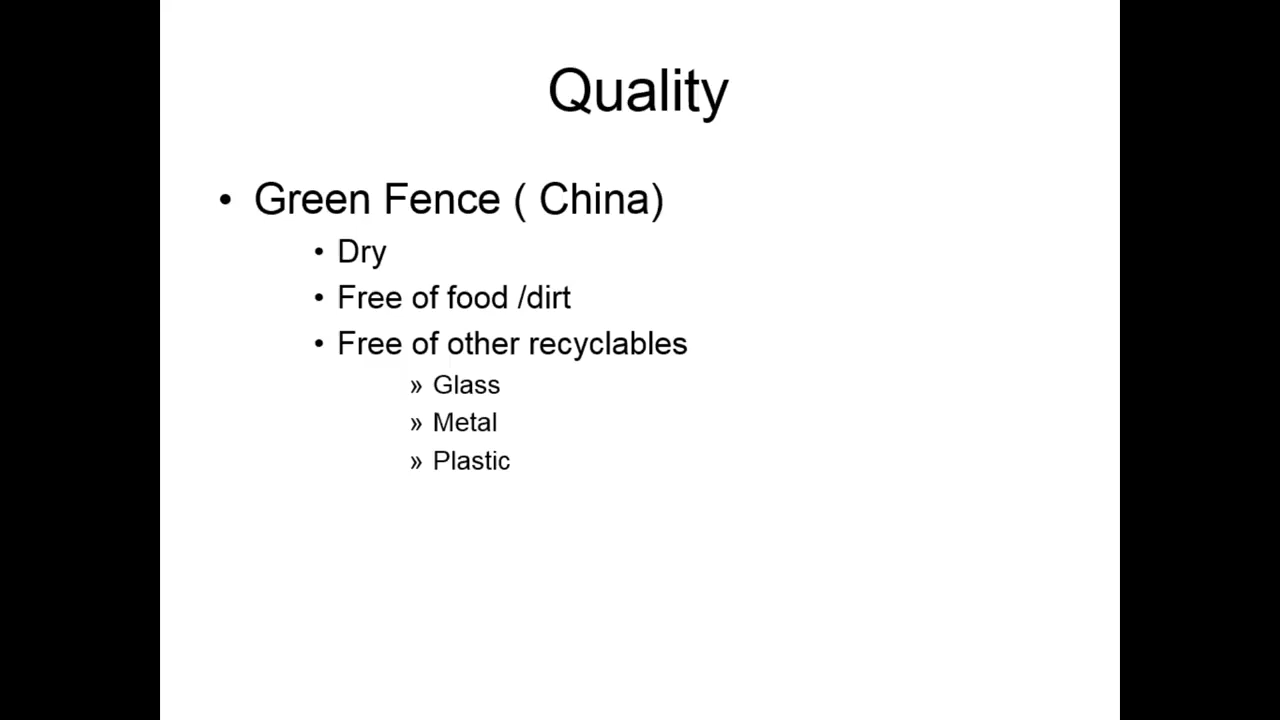 Quality
• Green Fence ( China)
• Dry
• Free of food /dirt
• Free of other recyclables
» Glass
» Metal
» Plastic